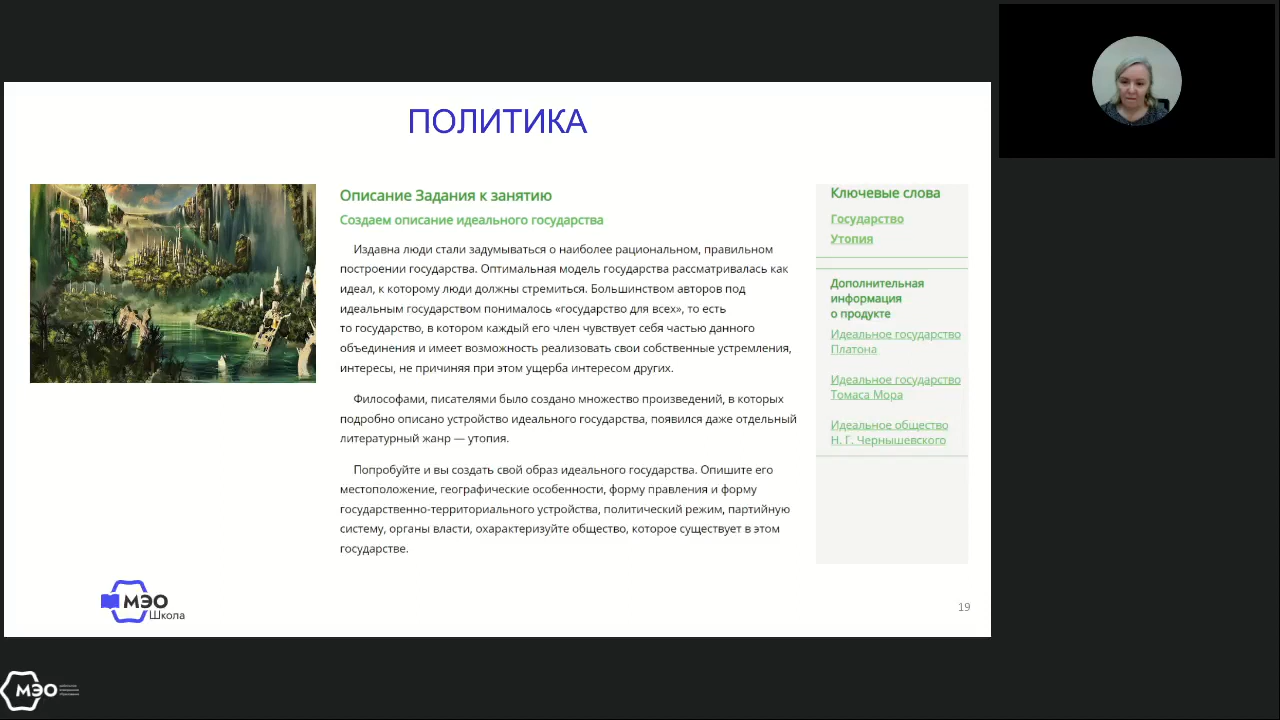 ПОЛИТИКА
Описание Задания к занятию
Создаем описание идеального государства
Издавна люди стали задумываться о наиболее рациональном, правильном
построении государства. Оптимальная модель государства рассматривалась как
идеал, к которому люди должны стремиться. Большинством авторов под
идеальным государством понималось «государство для всех», то есть
то государство, в котором каждый его член чувствует себя частью данного
объединения и имеет возможность реализовать свои собственные устремления,
интересы, не причиняя при этом ущерба интересом других.
Философами, писателями было создано множество произведений, в которых
подробно описано устройство идеального государства, появился даже отдельный
литературный жанр — утопия.
Попробуйте и вы создать свой образ идеального государства. Опишите его
местоположение, географические особенности, форму правления и форму
государственно-территориального устройства, политический режим, партийную
систему, органы власти, охарактеризуйте общество, которое существует в этом
государстве.
Ключевые слова
Государство
Утопия
Дополнительная
информация
о продукте
Идеальное государство
Платона
Идеальное государство
Томаса Мора
Идеальное общество
Н. Г. Чернышевского
МЭО
Школа
19
МЭО